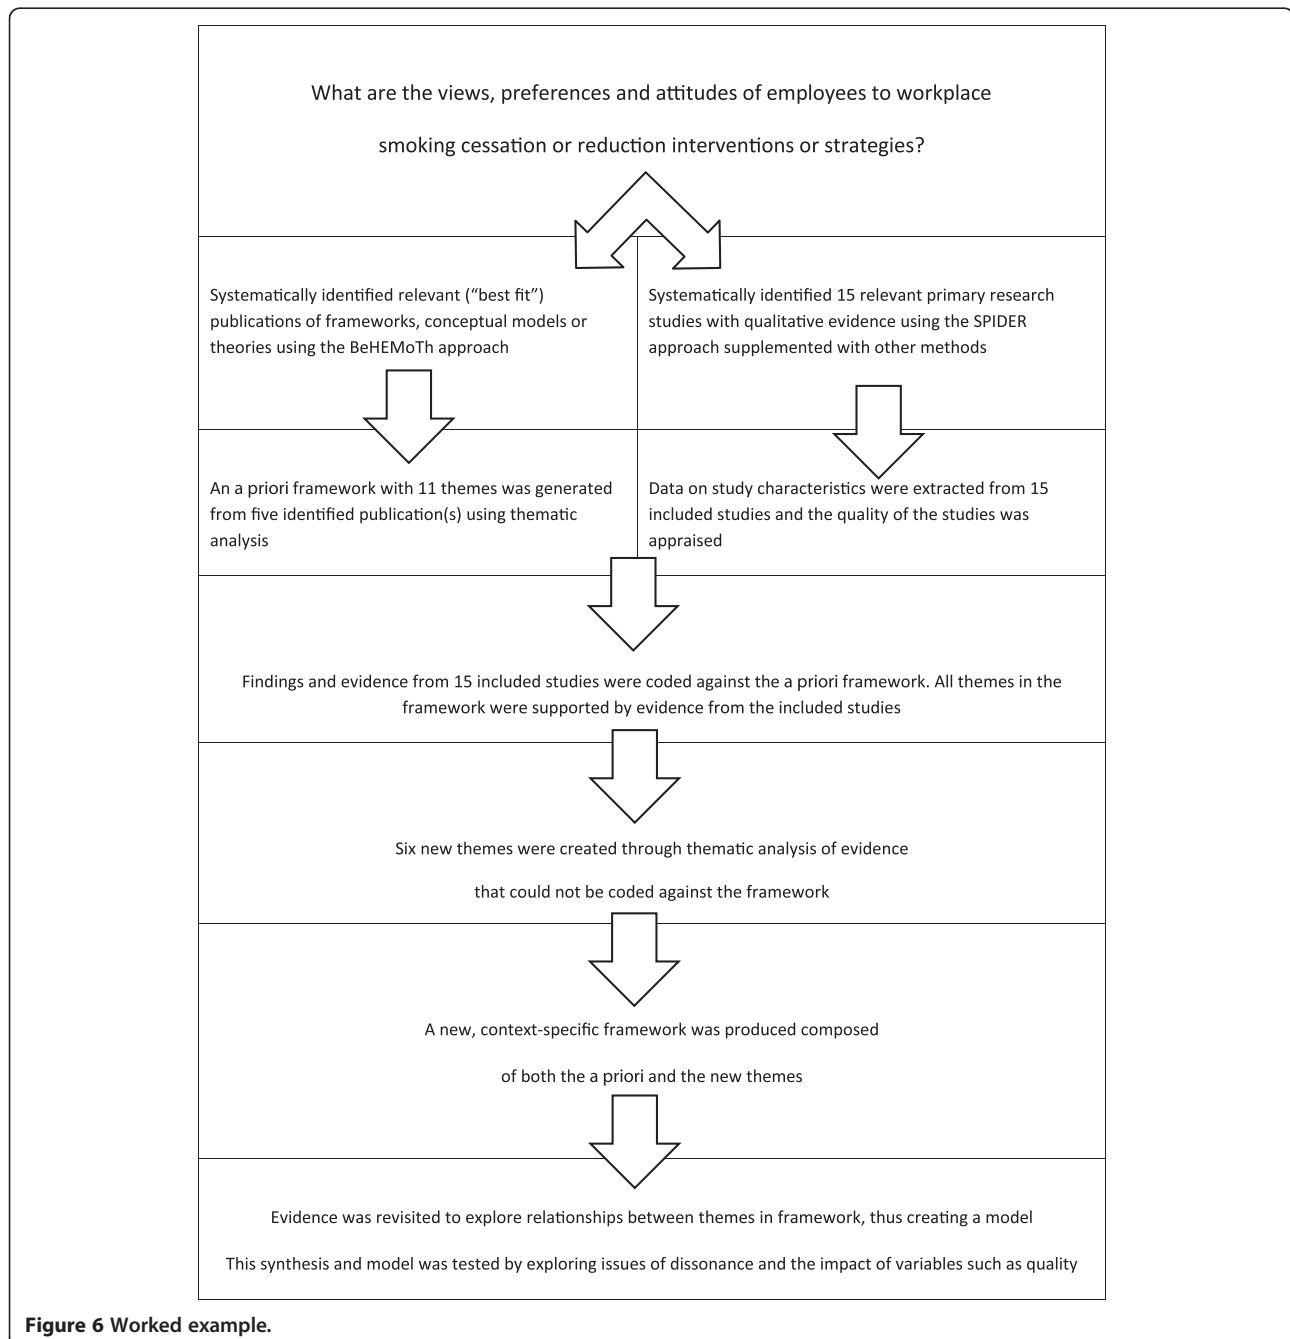 What are the views, preferences and attitudes of employees to workplace
smoking cessation or reduction interventions or strategies?
Systematically identified relevant (“best fit”)
publications of frameworks, conceptual models or
theories using the BeHEMoTh approach
Systematically identified 15 relevant primary research
studies with qualitative evidence using the SPIDER
approach supplemented with other methods
An a priori framework with 11 themes was generated
from five identified publication(s) using thematic
analysis
Data on study characteristics were extracted from 15
included studies and the quality of the studies was
appraised
Findings and evidence from 15 included studies were coded against the a priori framework. All themes in the
framework were supported by evidence from the included studies
Six new themes were created through thematic analysis of evidence
that could not be coded against the framework
A new, context-specific framework was produced composed
of both the a priori and the new themes
Evidence was revisited to explore relationships between themes in framework, thus creating a model
This synthesis and model was tested by exploring issues of dissonance and the impact of variables such as quality
Figure 6 Worked example.